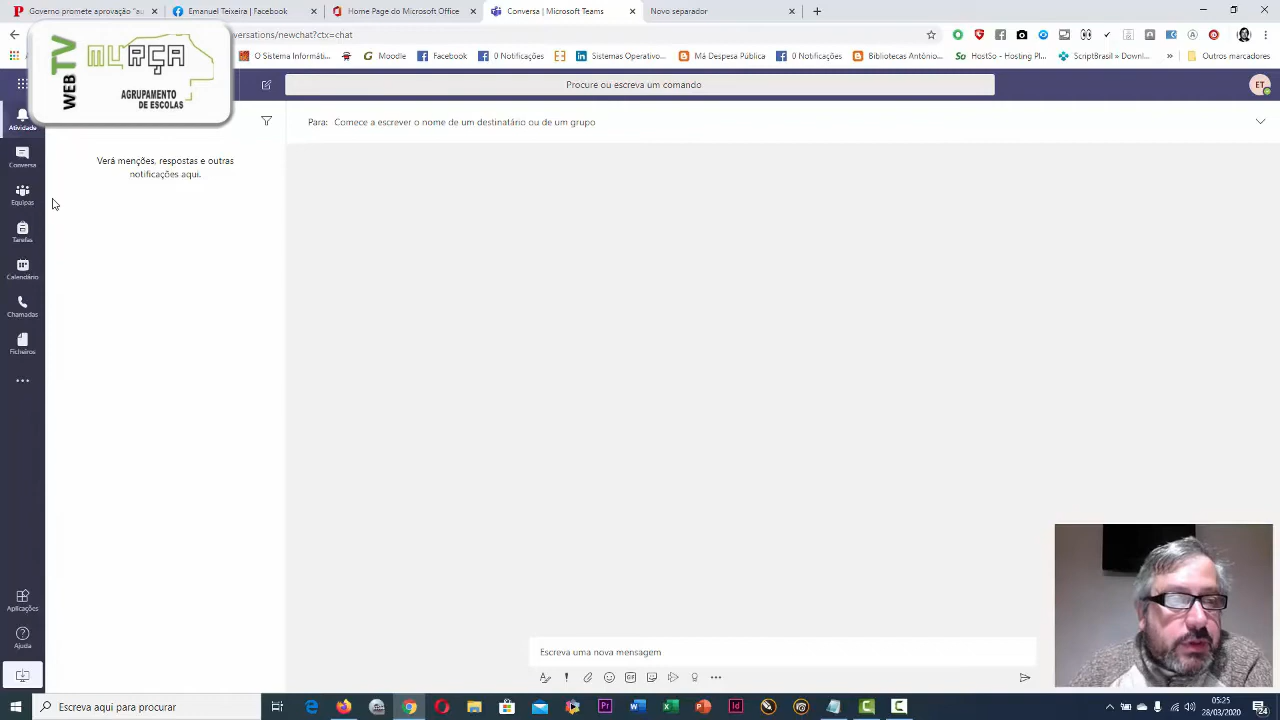 Governo promete aprovação "au
Emanuel Teixeira | Facebook
Home Page do Microsoft Office
Conversa | Microsoft Teams
Novo separador
versations/newchat?ctx=chat
O Sistema Informáti...
Moodle
Facebook
0 Notificações
Sistemas Operativo...
Má Despesa Pública
0 Notificações
Bibliotecas António...
HostSo - Hosting Pl...
ScriptBrasil » Downl...
»
Outros marcadores
WEB TV
MURÇA
AGRUPAMENTO
DE ESCOLAS
Procure ou escreva um comando
ET
Atividade
Para: Comece a escrever o nome de um destinatário ou de um grupo
Conversa
Verá menções, respostas e outras
notificações aqui.
Equipas
Tarefas
Calendário
Chamadas
Ficheiros
Aplicações
Ajuda
Escreva uma nova mensagem
GIF
Escreva aqui para procurar
05:25
28/03/2020